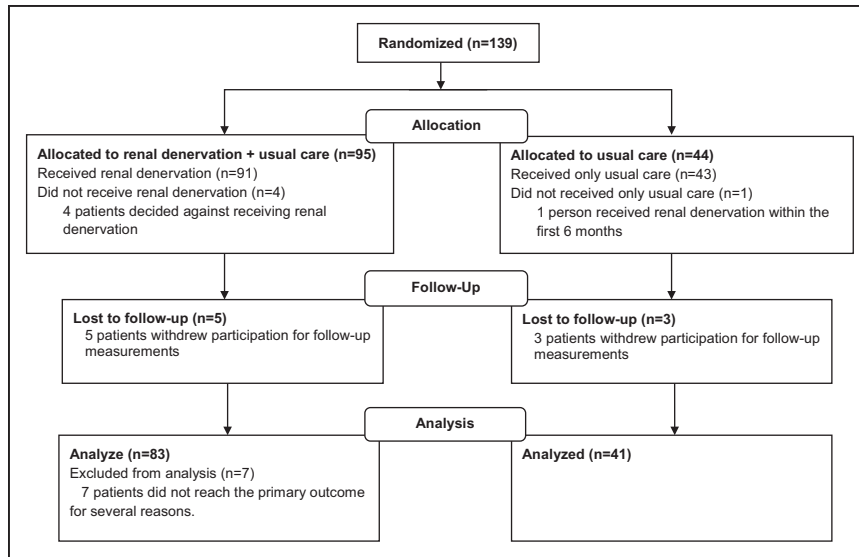 Randomized (n=139)
Allocation
Allocated to renal denervation + usual care (n=95)
Received renal denervation (n=91)
Did not receive renal denervation (n=4)
4 patients decided against receiving renal
denervation
Allocated to usual care (n=44)
Received only usual care (n=43)
Did not received only usual care (n=1)
1 person received renal denervation within the
first 6 months
Follow-Up
Lost to follow-up (n=5)
5 patients withdrew participation for follow-up
measurements
Lost to follow-up (n=3)
3 patients withdrew participation for follow-up
measurements
Analysis
Analyze (n=83)
Excluded from analysis (n=7)
7 patients did not reach the primary outcome
for several reasons.
Analyzed (n=41)